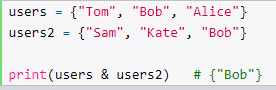 users = {"Tom", "Bob", "Alice"}
users2 = {"Sam", "Kate", "Bob"}
print(users & users2)   # {"Bob"}